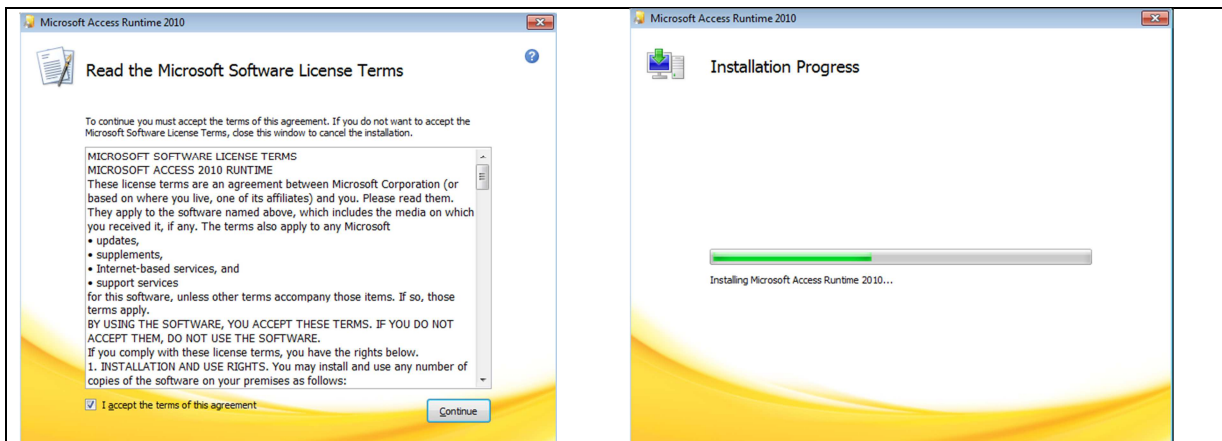 Microsoft Access Runtime 2010
Read the Microsoft Software License Terms
To continue you must accept the terms of this agreement. If you do not want to accept the
Microsoft Software License Terms, close this window to cancel the installation.
MICROSOFT SOFTWARE LICENSE TERMS
MICROSOFT ACCESS 2010 RUNTIME
These license terms are an agreement between Microsoft Corporation (or
based on where you live, one of its affiliates) and you. Please read them.
They apply to the software named above, which includes the media on which
you received it, if any. The terms also apply to any Microsoft
• updates,
• supplements,
• Internet-based services, and
• support services
for this software, unless other terms accompany those items. If so, those
terms apply.
BY USING THE SOFTWARE, YOU ACCEPT THESE TERMS. IF YOU DO NOT
ACCEPT THEM, DO NOT USE THE SOFTWARE.
If you comply with these license terms, you have the rights below.
1. INSTALLATION AND USE RIGHTS. You may install and use any number of
copies of the software on your premises as follows:
I accept the terms of this agreement
Continue
Microsoft Access Runtime 2010
Installation Progress
Installing Microsoft Access Runtime 2010...